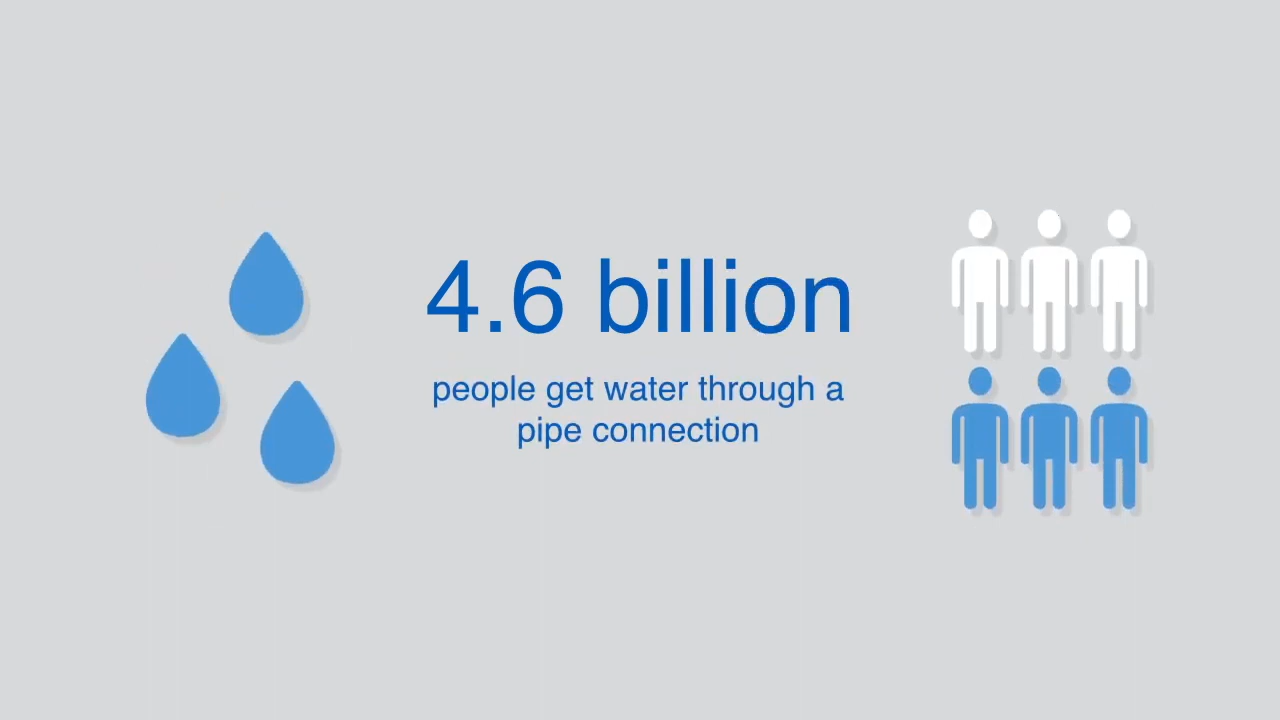 4.6 billion
people get water through a
pipe connection